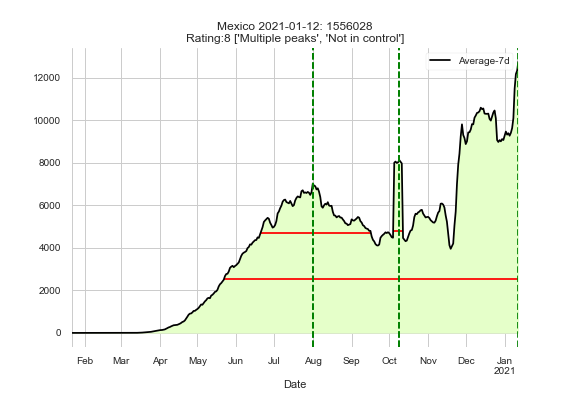 Mexico 2021-01-12: 1556028
Rating:8 ['Multiple peaks', 'Not in control']
Average-7d
12000
10000
8000
6000
4000
2000
0
Feb Mar Apr May Jun Jul Aug Sep Oct Nov Dec Jan
2021
Date